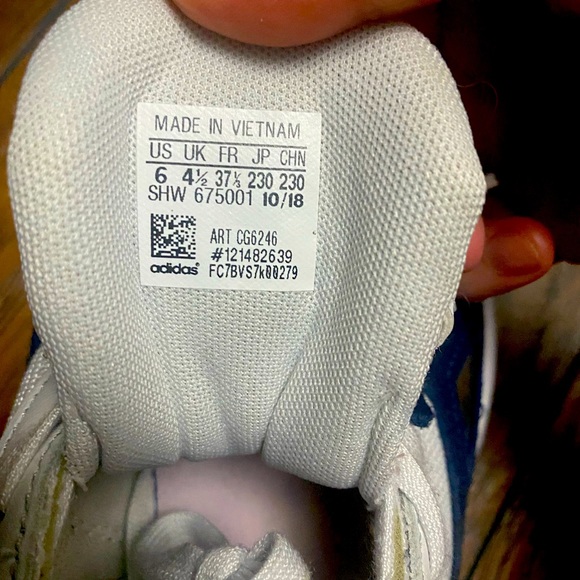 MADE IN VIETNAM
US UK FR JP CHN
6 4½ 37⅓ 230 230
SHW 675001 10/18
ART CG6246
#121482639
adidas® FC7BVS7k00279